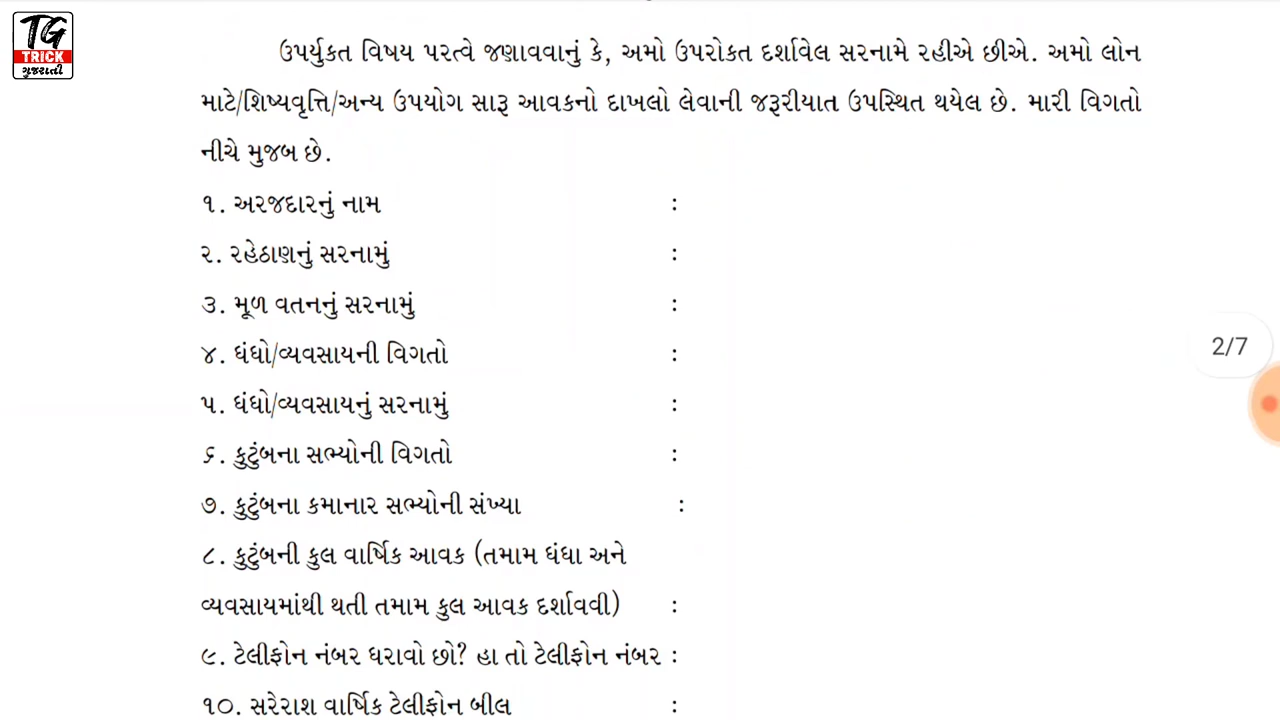 TG
TRICK
ગુજરાતી
ઉપર્યુકત વિષય પરત્વે જણાવવાનું કે, અમો ઉપરોકત દર્શાવેલ સરનામે રહીએ છીએ. અમો લોન
માટે/શિષ્યવૃત્તિ/અન્ય ઉપયોગ સારૂ આવકનો દાખલો લેવાની જરૂરીયાત ઉપસ્થિત થયેલ છે. મારી વિગતો
નીચે મુજબ છે.
૧. અરજદારનું નામ :
૨. રહેઠાણનું સરનામું :
૩. મૂળ વતનનું સરનામું :
૪. ધંધો/વ્યવસાયની વિગતો :
૫. ધંધો/વ્યવસાયનું સરનામું :
૬. કુટુંબના સભ્યોની વિગતો :
૭. કુટુંબના કમાનાર સભ્યોની સંખ્યા :
૮. કુટુંબની કુલ વાર્ષિક આવક (તમામ ધંધા અને
વ્યવસાયમાંથી થતી તમામ કુલ આવક દર્શાવવી) :
૯. ટેલીફોન નંબર ધરાવો છો? હા તો ટેલીફોન નંબર :
૧૦. સરેરાશ વાર્ષિક ટેલીફોન બીલ :
2/7